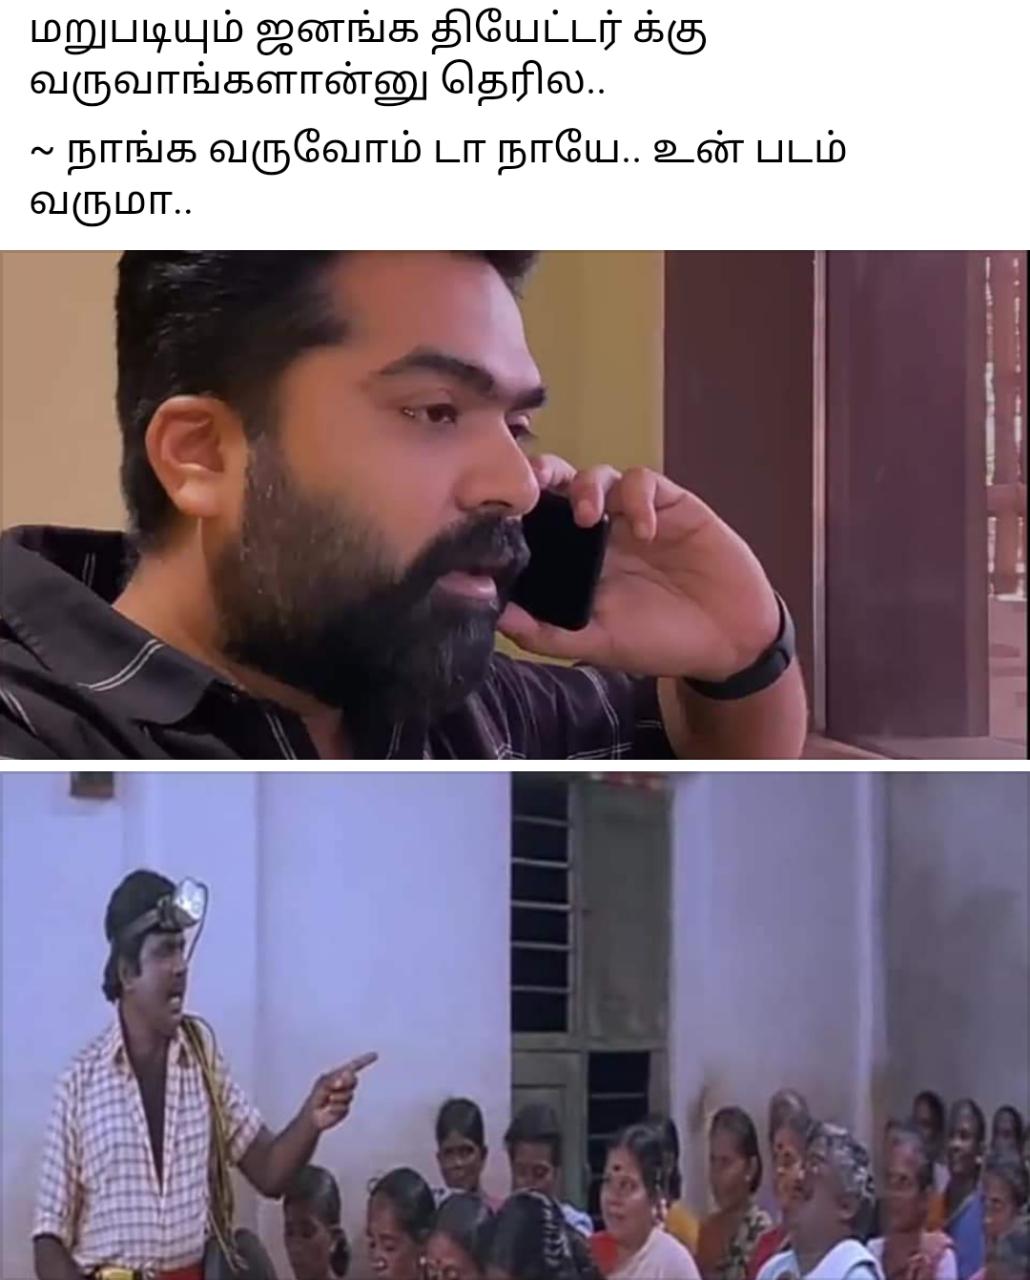 மறுபடியும் ஜனங்க தியேட்டர் க்கு
வருவாங்களான்னு தெரில..
~ நாங்க வருவோம் டா நாயே.. உன் படம்
வருமா..